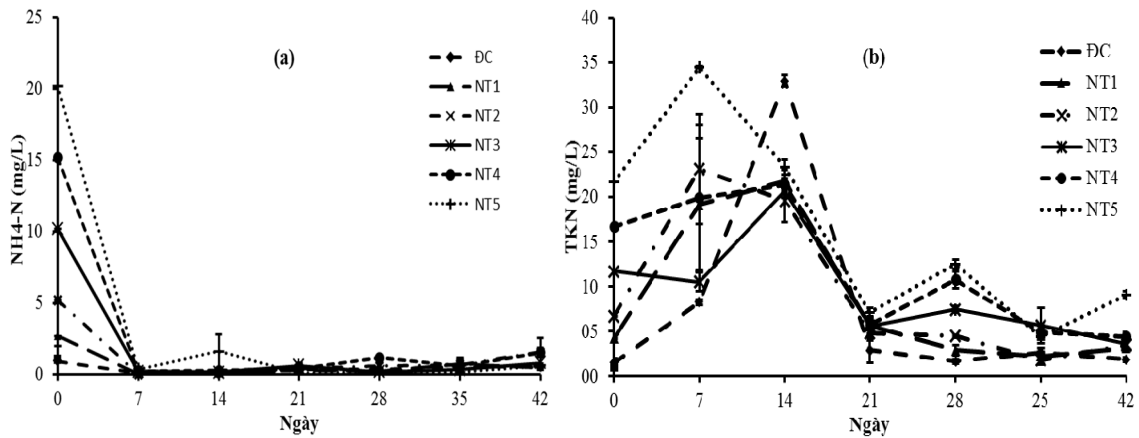 (a)
NH4-N (mg/L)
25
20
15
10
5
0
0 7 14 21 28 35 42
Ngày
ĐC
NT1
NT2
NT3
NT4
NT5
(b)
TKN (mg/L)
40
35
30
25
20
15
10
05
00
0 7 14 21 28 25 42
Ngày
ĐC
NT1
NT2
NT3
NT4
NT5